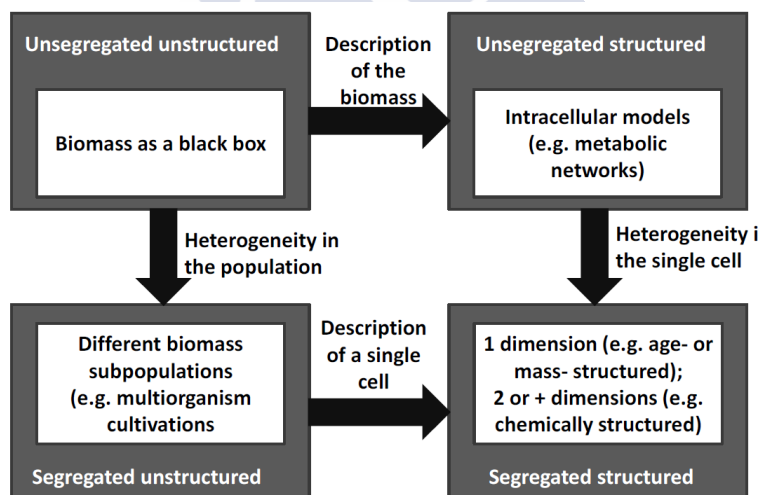 Unsegregated unstructured
Biomass as a black box
Description
of the
biomass
Unsegregated structured
Intracellular models
(e.g. metabolic
networks)
Heterogeneity in
the population
Heterogeneity i
the single cell
Different biomass
subpopulations
(e.g. multiorganism
cultivations
Segregated unstructured
Description
of a single
cell
1 dimension (e.g. age- or
mass- structured);
2 or + dimensions (e.g.
chemically structured)
Segregated structured